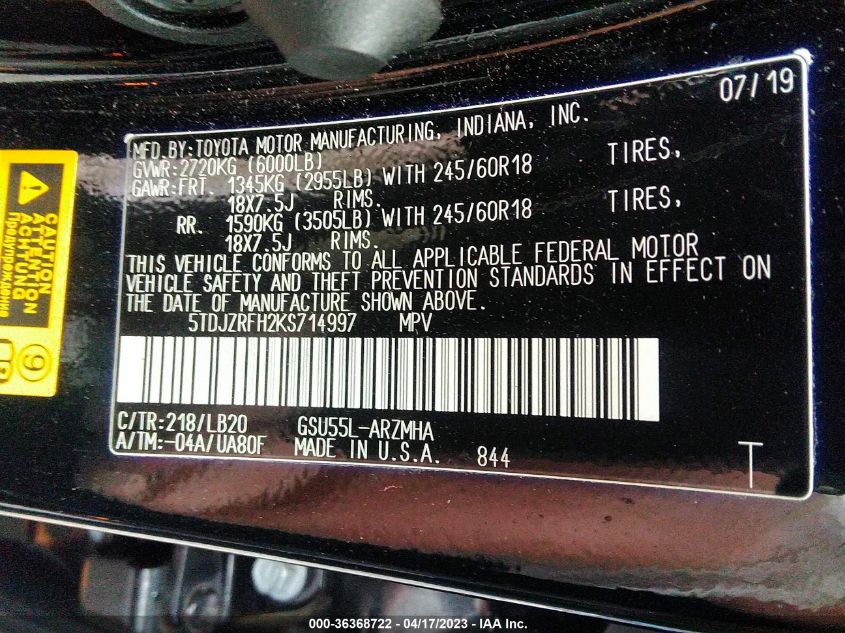 07/19
MFD BY:TOYOTA MOTOR MANUFACTURING, INDIANA, INC.
GVWR:2720KG (6000LB)
GAWR:FRT. 1345KG (2955LB) WITH 245/60R18 TIRES,
18X7.5J RIMS.
RR. 1590KG (3505LB) WITH 245/60R18 TIRES,
18X7.5J RIMS.
THIS VEHICLE CONFORMS TO ALL APPLICABLE FEDERAL MOTOR
VEHICLE SAFETY AND THEFT PREVENTION STANDARDS IN EFFECT ON
THE DATE OF MANUFACTURE SHOWN ABOVE.
5TDJZRFH2KS714997 MPV
C/TR:218/LB20 GSU55L-ARZMHA
A/TM:-04A/UA80F MADE IN U.S.A. 844
T
CAUTION
ATTENTION
ACHTUNG
Предупреждение
9
000-36368722 - 04/17/2023 - IAA Inc.